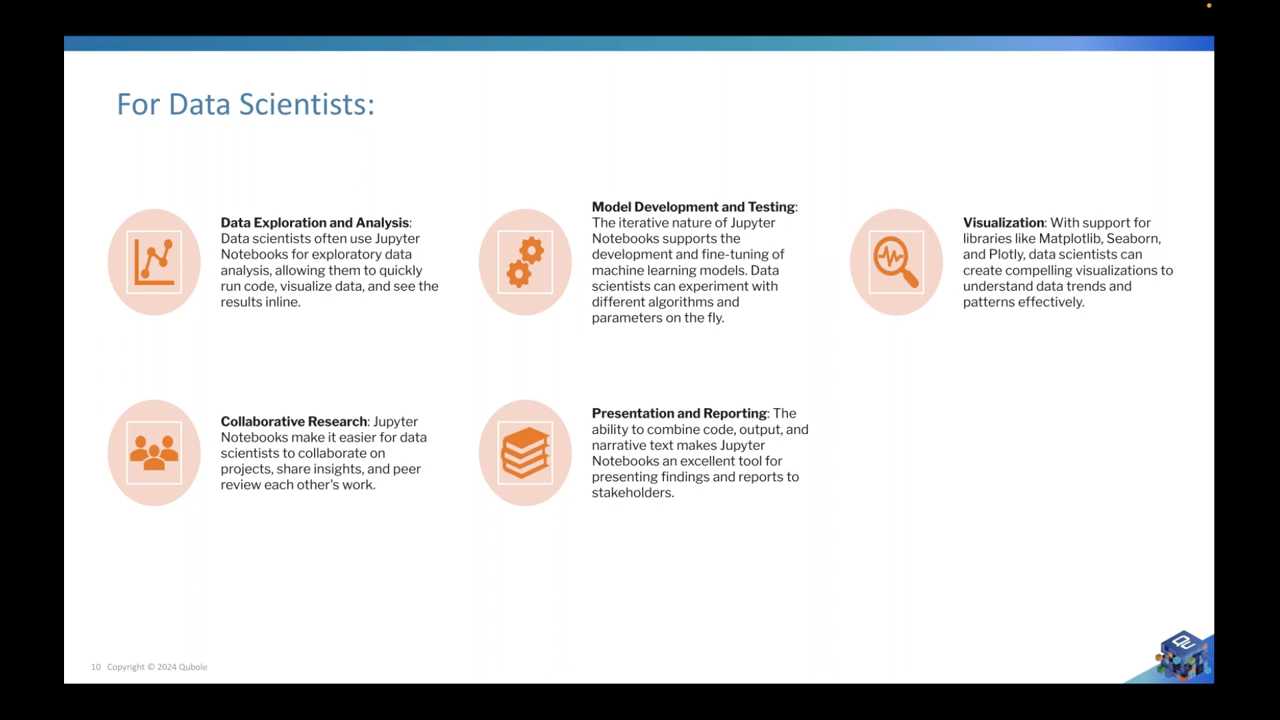 For Data Scientists:
Data Exploration and Analysis:
Data scientists often use Jupyter
Notebooks for exploratory data
analysis, allowing them to quickly
run code, visualize data, and see the
results inline.
Model Development and Testing:
The iterative nature of Jupyter
Notebooks supports the
development and fine-tuning of
machine learning models. Data
scientists can experiment with
different algorithms and
parameters on the fly.
Visualization: With support for
libraries like Matplotlib, Seaborn,
and Plotly, data scientists can
create compelling visualizations to
understand data trends and
patterns effectively.
Collaborative Research: Jupyter
Notebooks make it easier for data
scientists to collaborate on
projects, share insights, and peer
review each other's work.
Presentation and Reporting: The
ability to combine code, output, and
narrative text makes Jupyter
Notebooks an excellent tool for
presenting findings and reports to
stakeholders.
10 Copyright © 2024 Qubole
Qu